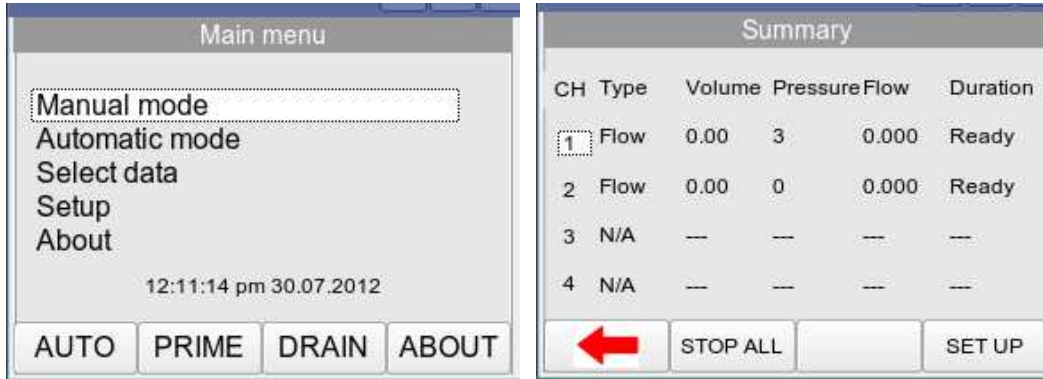 Main menu
Manual mode
Automatic mode
Select data
Setup
About
12:11:14 pm 30.07.2012
AUTO PRIME DRAIN ABOUT
Summary
CH Type Volume Pressure Flow Duration
1 Flow 0.00 3 0.000 Ready
2 Flow 0.00 0 0.000 Ready
3 N/A --- --- --- ---
4 N/A --- --- --- ---
STOP ALL SET UP